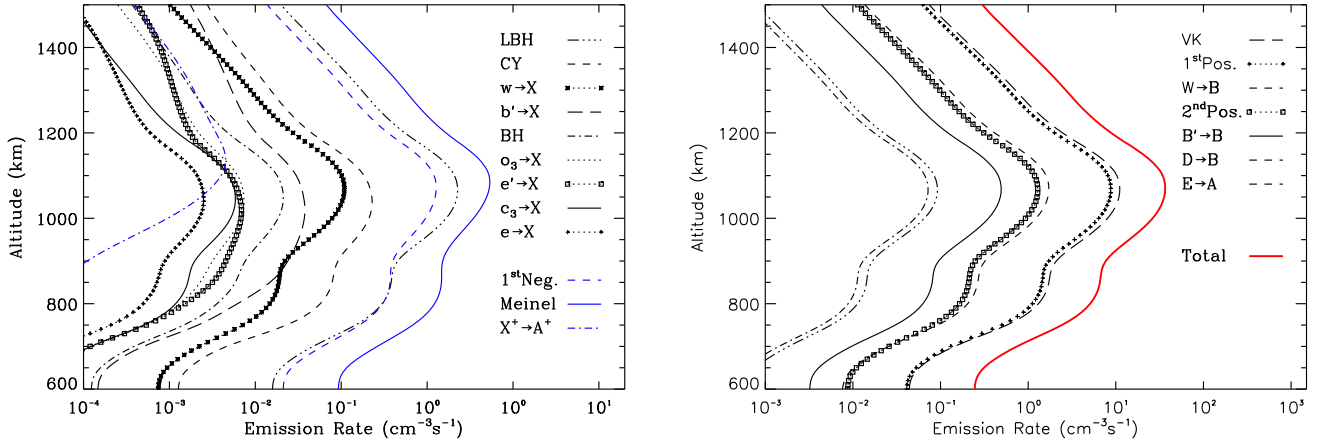 1400
1200
1000
800
600
Altitude (km)
10⁻⁴ 10⁻³ 10⁻² 10⁻¹ 10⁰ 10¹
Emission Rate (cm⁻³s⁻¹)
LBH
CY
w→X
b′→X
BH
o₃→X
e′→X
c₃→X
e→X
1ˢᵗNeg.
Meinel
X⁺→A⁺
1400
1200
1000
800
600
Altitude (km)
10⁻³ 10⁻² 10⁻¹ 10⁰ 10¹ 10² 10³
Emission Rate (cm⁻³s⁻¹)
VK
1ˢᵗPos.
W→B
2ⁿᵈPos.
B′→B
D→B
E→A
Total